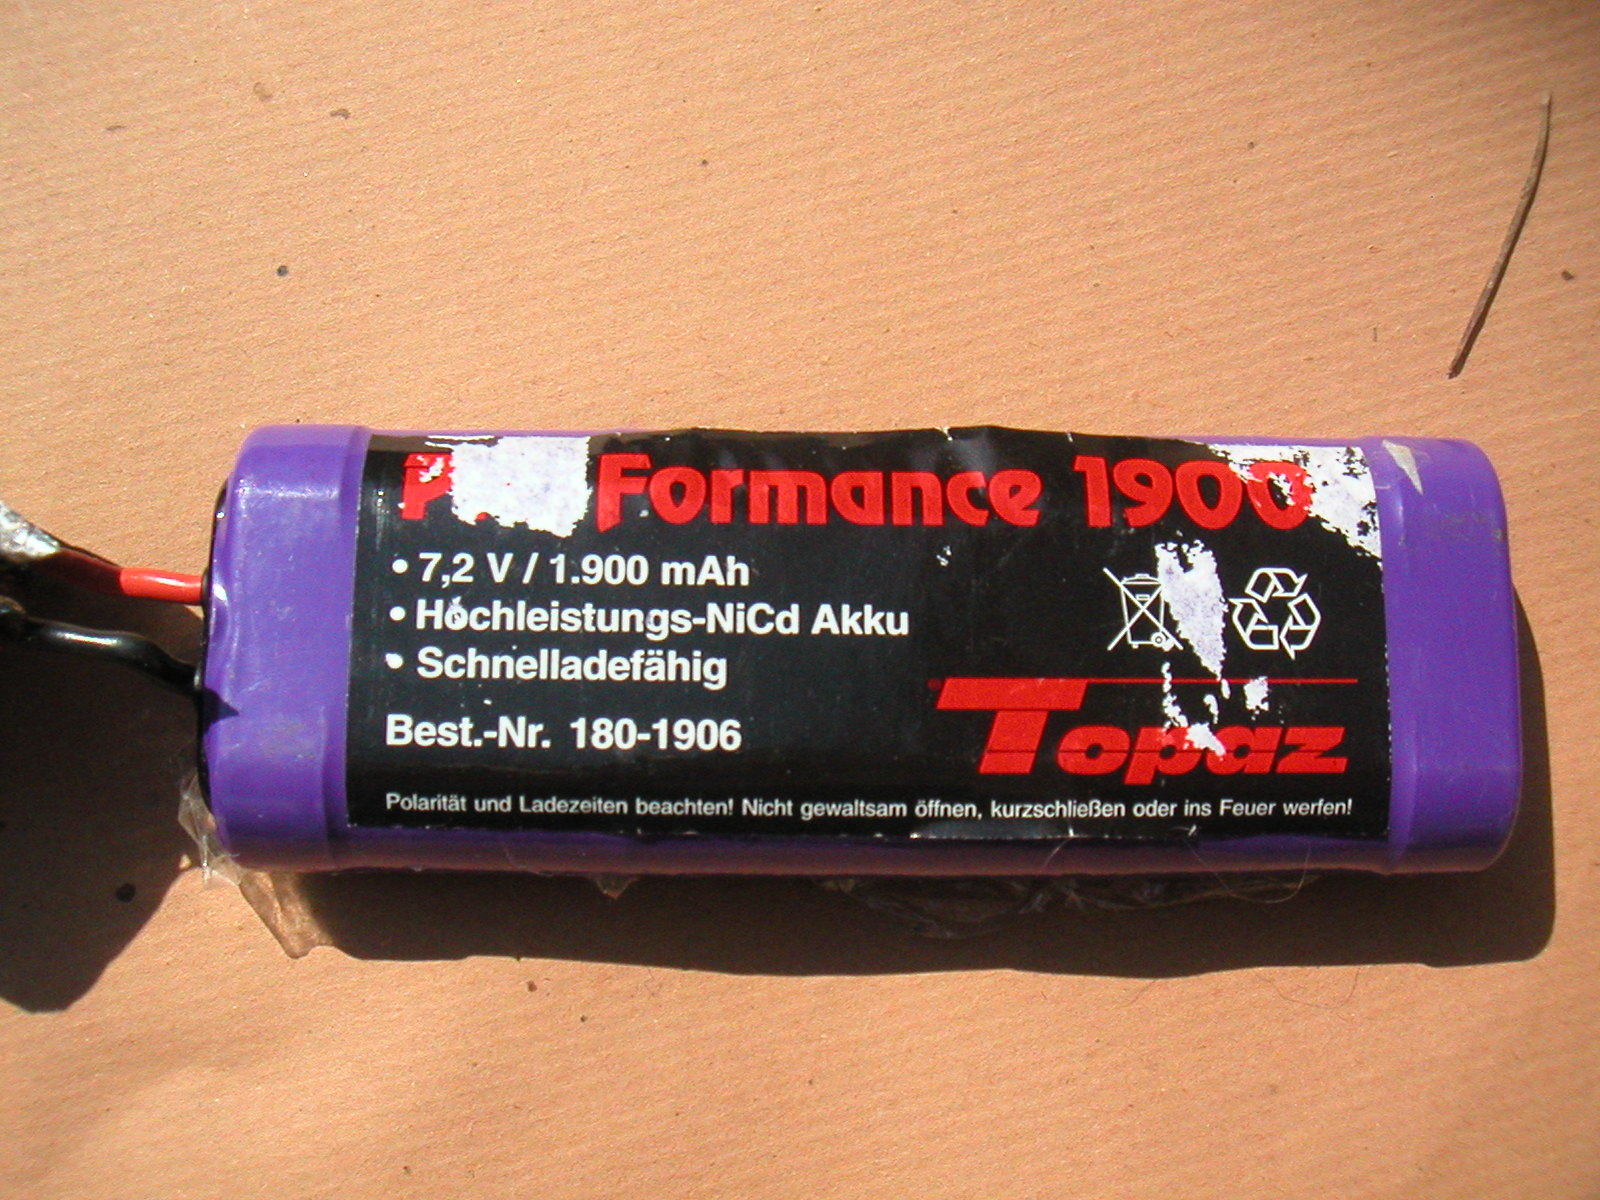 Formance 1900
• 7,2 V / 1.900 mAh
• Hochleistungs-NiCd Akku
• Schnelladefähig
Best.-Nr. 180-1906
Topaz
Polarität und Ladezeiten beachten! Nicht gewaltsam öffnen, kurzschließen oder ins Feuer werfen!